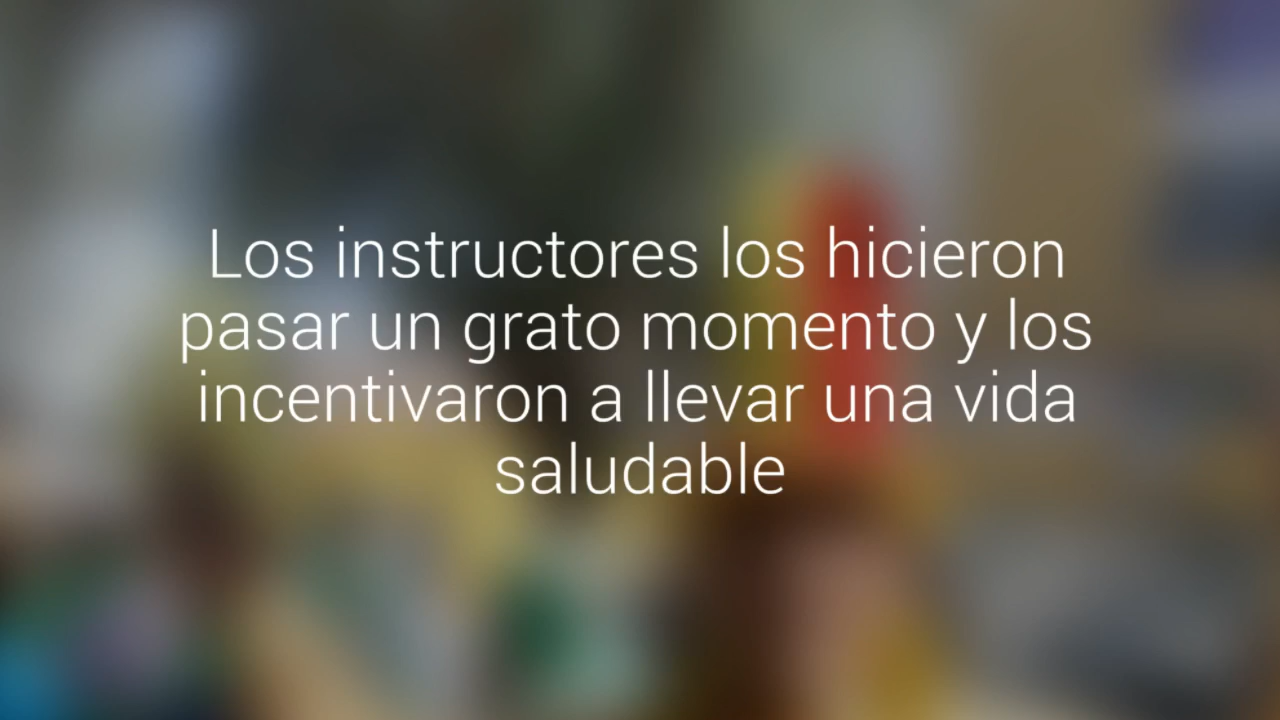 Los instructores los hicieron
pasar un grato momento y los
incentivaron a llevar una vida
saludable